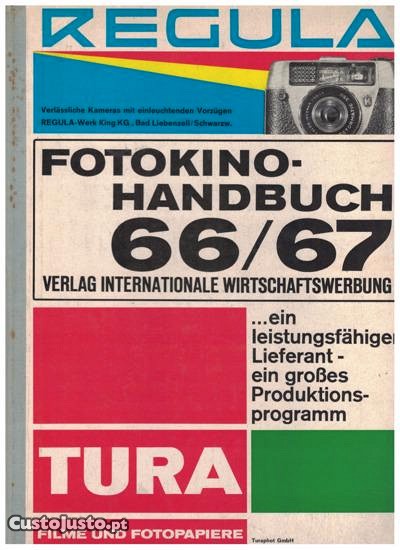 REGULA
Verlässliche Kameras mit einleuchtenden Vorzügen
REGULA-Werk King KG., Bad Liebenzell/Schwarzw.
FOTOKINO-
HANDBUCH
66/67
VERLAG INTERNATIONALE WIRTSCHAFTSWERBUNG
...ein
leistungsfähiger
Lieferant -
ein großes
Produktions-
programm
TURA
FILME UND FOTOPAPIERE
Turaphot GmbH
CustoJusto.pt